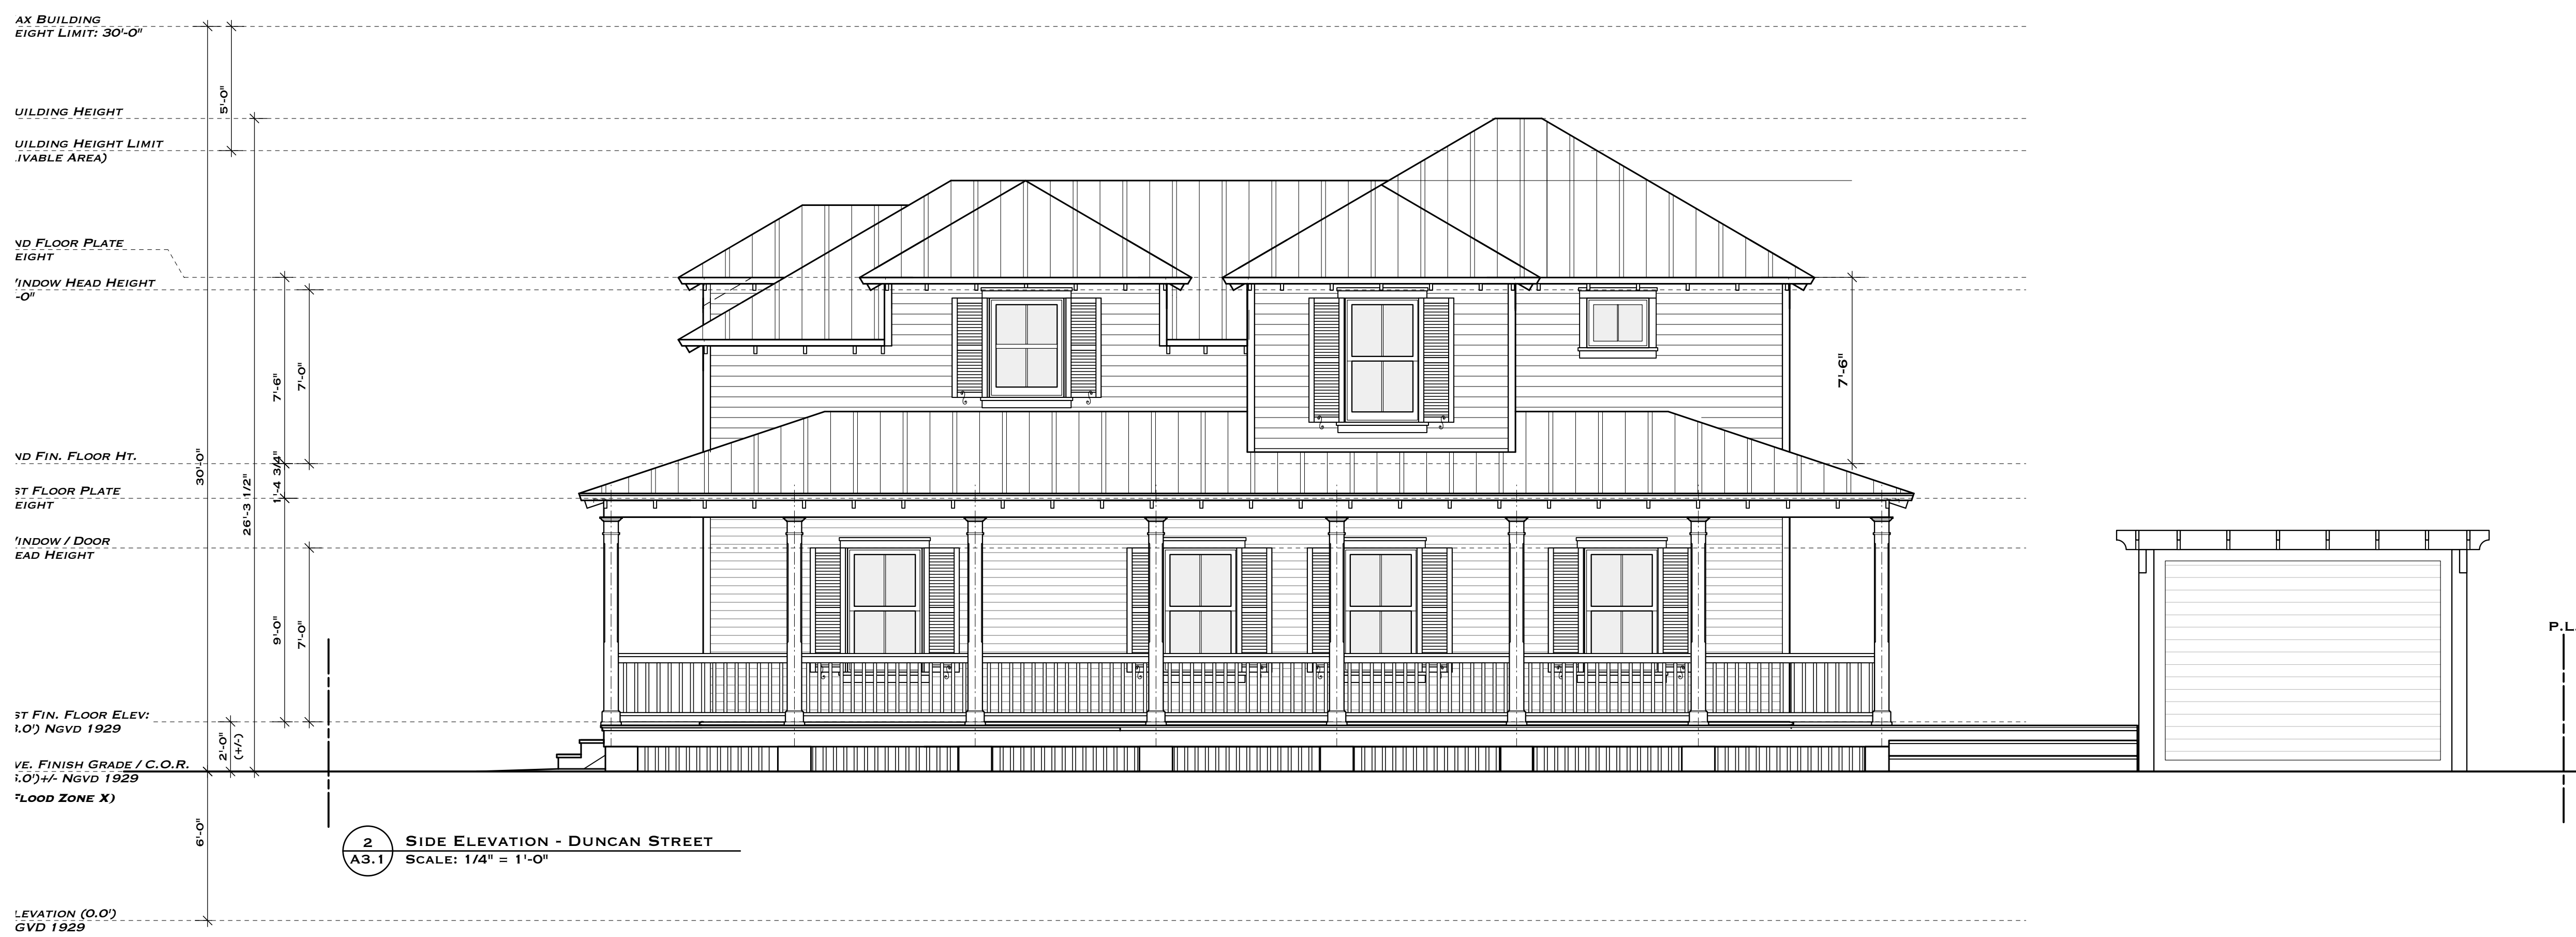 AX BUILDING
EIGHT LIMIT: 30'-0"
5'-0"
UILDING HEIGHT
UILDING HEIGHT LIMIT
IVABLE AREA)
ND FLOOR PLATE
EIGHT
INDOW HEAD HEIGHT
-0"
7'-6"
7'-0"
7'-6"
30'-0"
26'-3 1/2"
1'-4 3/4"
ND FIN. FLOOR HT.
ST FLOOR PLATE
EIGHT
INDOW / DOOR
EAD HEIGHT
9'-0"
7'-0"
P.L
ST FIN. FLOOR ELEV:
.0') NGVD 1929
2'-0"
(+/-)
VE. FINISH GRADE / C.O.R.
.0')+/- NGVD 1929
FLOOD ZONE X)
6'-0"
2
A3.1
SIDE ELEVATION - DUNCAN STREET
SCALE: 1/4" = 1'-0"
LEVATION (0.0')
GVD 1929